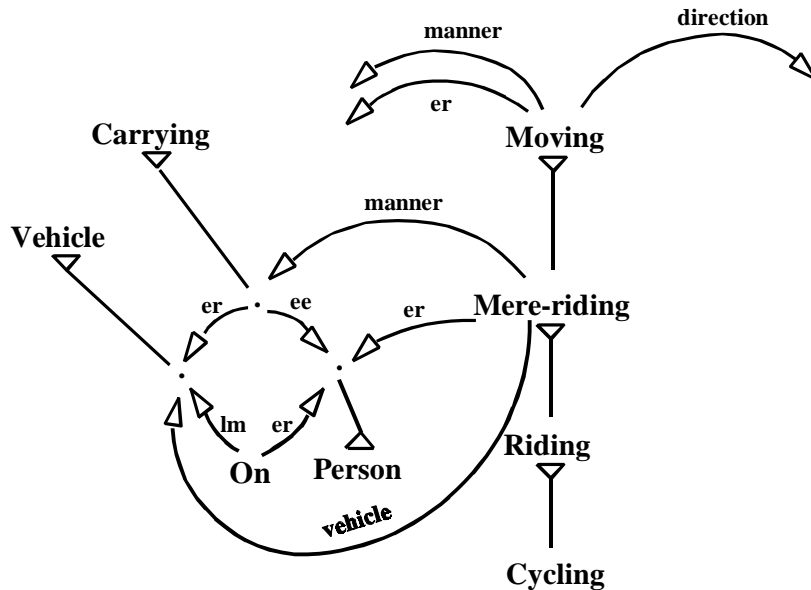 direction
manner
er
Carrying
Moving
manner
Vehicle
er
ee
Mere-riding
er
lm
er
On
Person
Riding
vehicle
Cycling